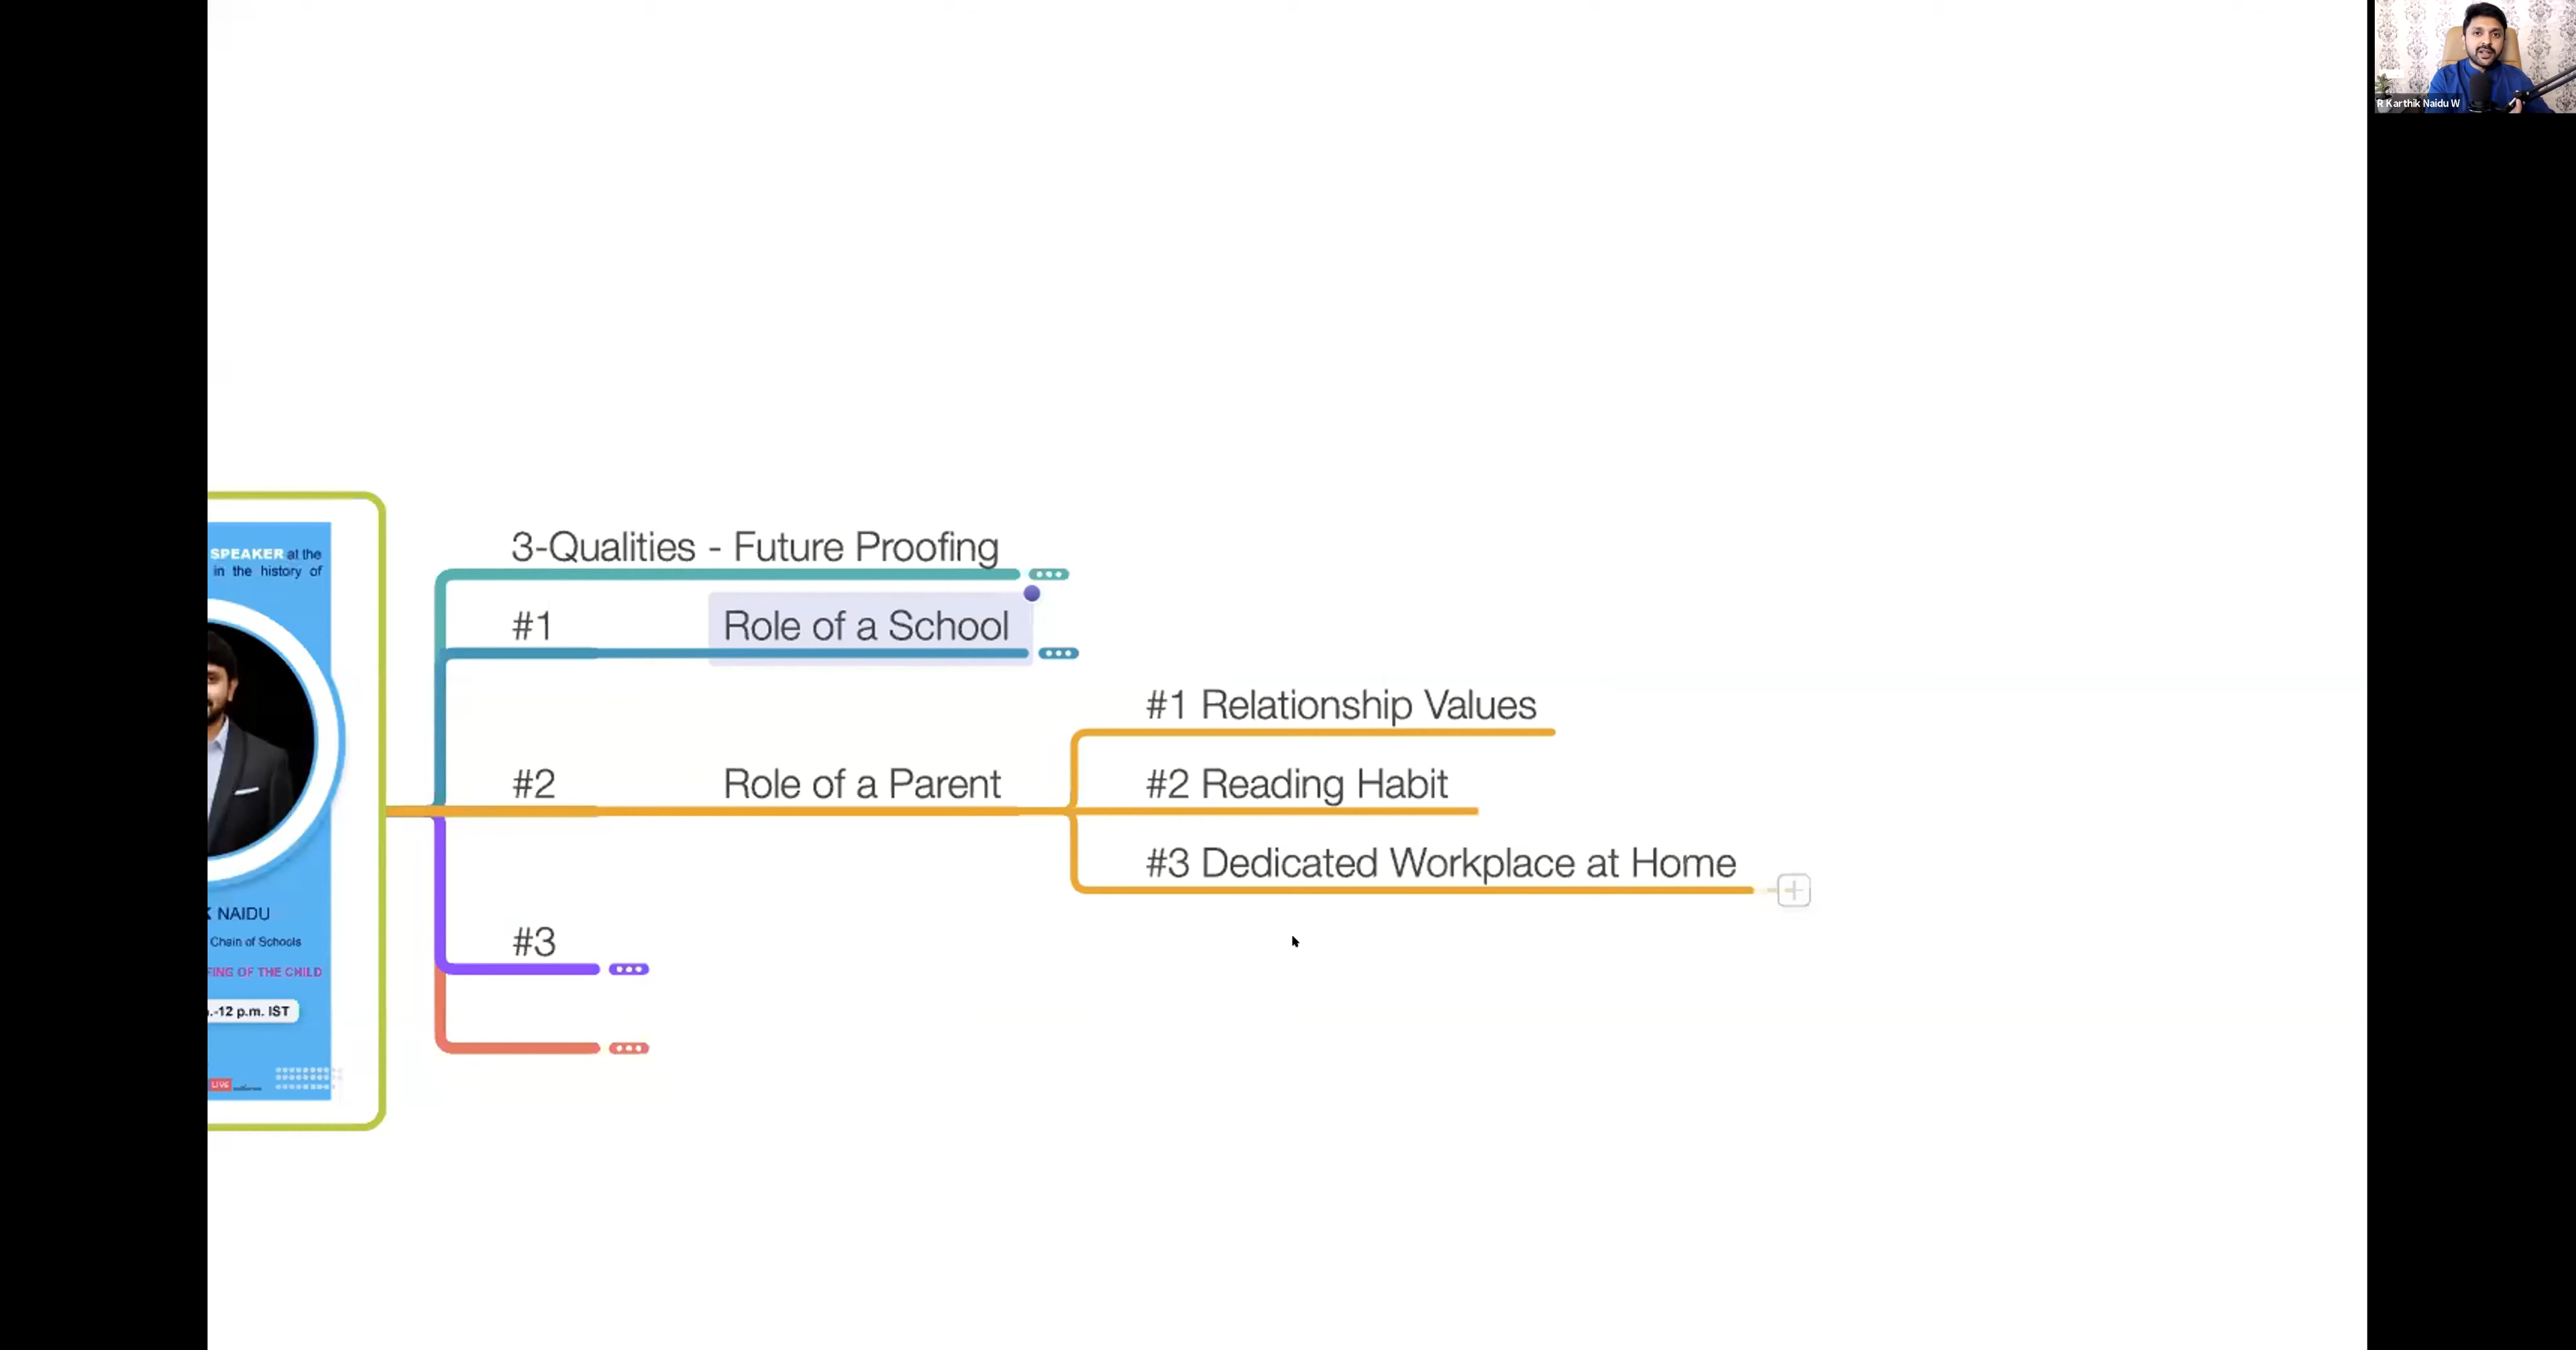 R Karthik Naidu W
SPEAKER at the
in the history of
NAIDU
Chain of Schools
FING OF THE CHILD
.-12 p.m. IST
LIVE
3-Qualities - Future Proofing
#1 Role of a School
#2 Role of a Parent
#1 Relationship Values
#2 Reading Habit
#3 Dedicated Workplace at Home
#3